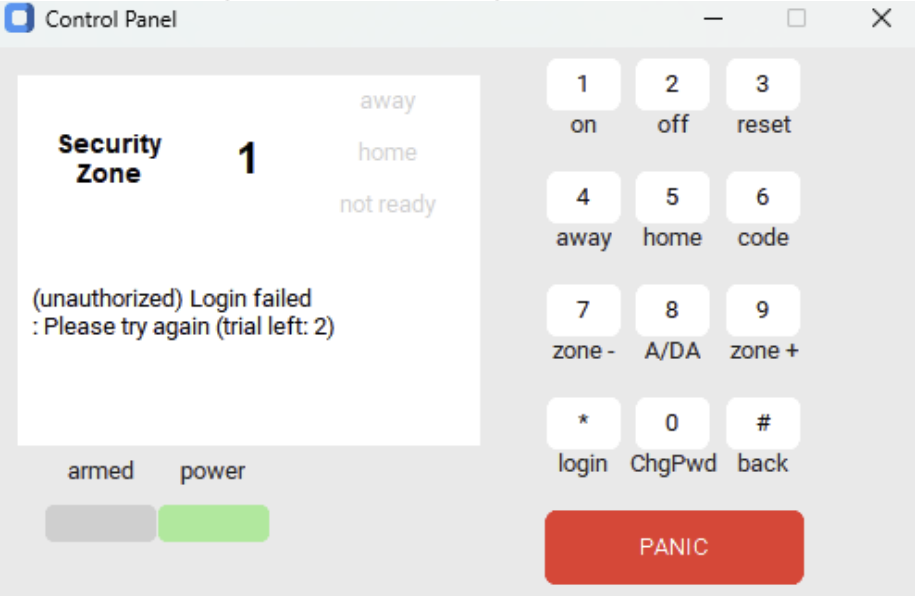 Control Panel
Security
Zone
1
away
home
not ready
(unauthorized) Login failed
: Please try again (trial left: 2)
armed power
1 2 3
on off reset
4 5 6
away home code
7 8 9
zone - A/DA zone +
* 0 #
login ChgPwd back
PANIC